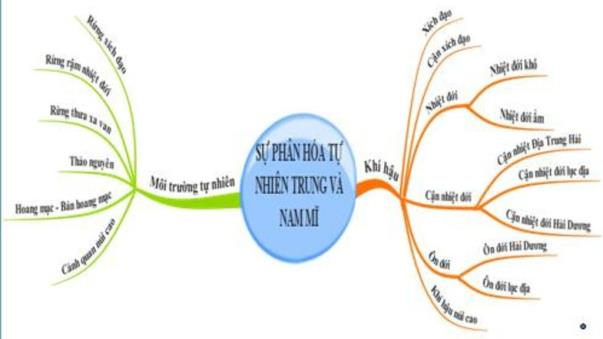 SỰ PHÂN HÓA TỰ
NHIÊN TRUNG VÀ
NAM MĨ
Môi trường tự nhiên
Rừng xích đạo
Rừng rậm nhiệt đới
Rừng thưa xa van
Thảo nguyên
Hoang mạc - Bán hoang mạc
Cảnh quan núi cao
Khí hậu
Xích đạo
Cận xích đạo
Nhiệt đới
Nhiệt đới khô
Nhiệt đới ẩm
Cận nhiệt đới
Cận nhiệt Địa Trung Hải
Cận nhiệt đới lục địa
Cận nhiệt đới Hải Dương
Ôn đới
Ôn đới Hải Dương
Ôn đới lục địa
Khí hậu núi cao